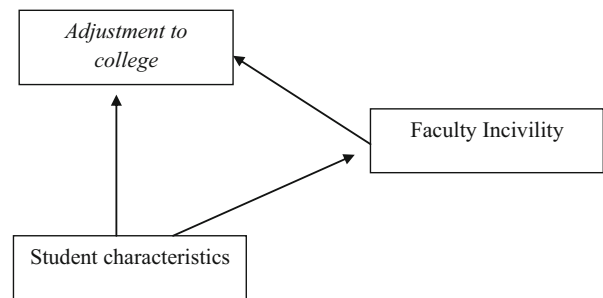 Adjustment to
college
Faculty Incivility
Student characteristics